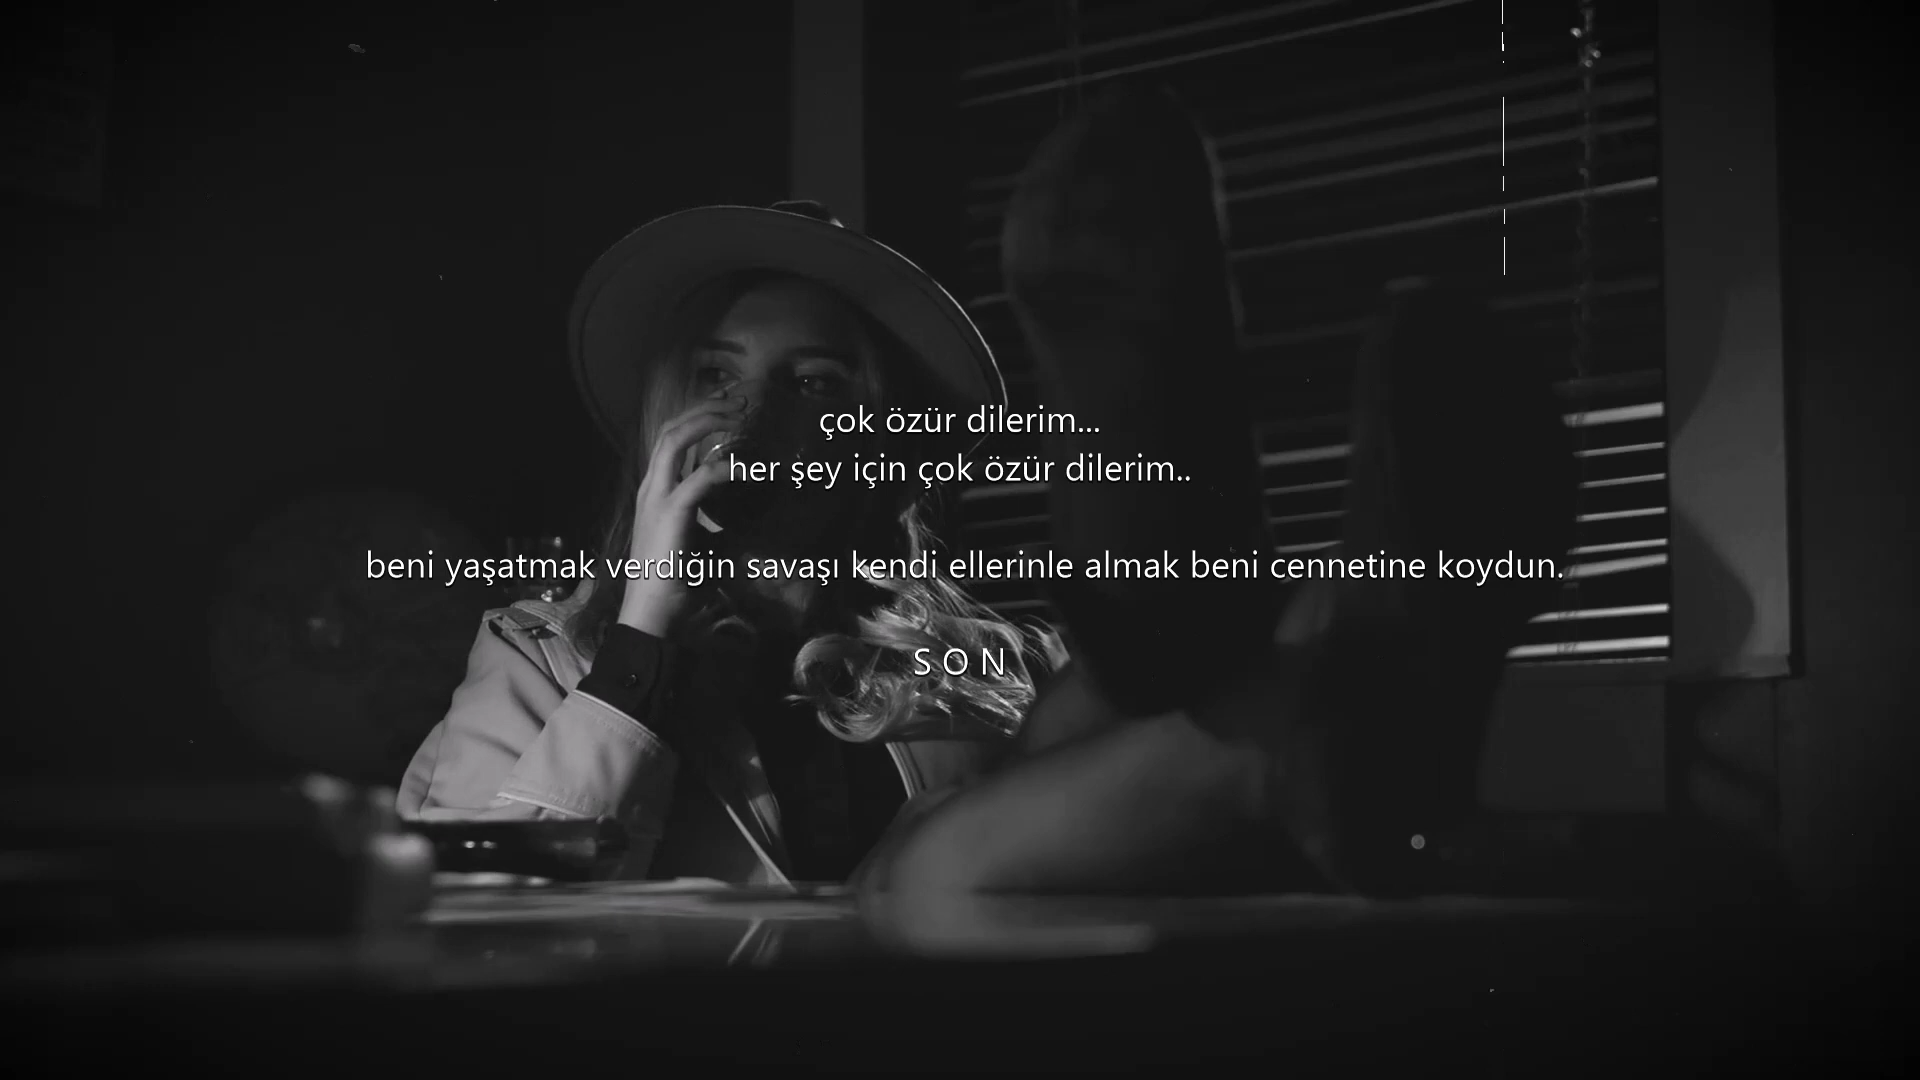 çok özür dilerim...
her şey için çok özür dilerim..
beni yaşatmak verdiğin savaşı kendi ellerinle almak beni cennetine koydun.
S O N